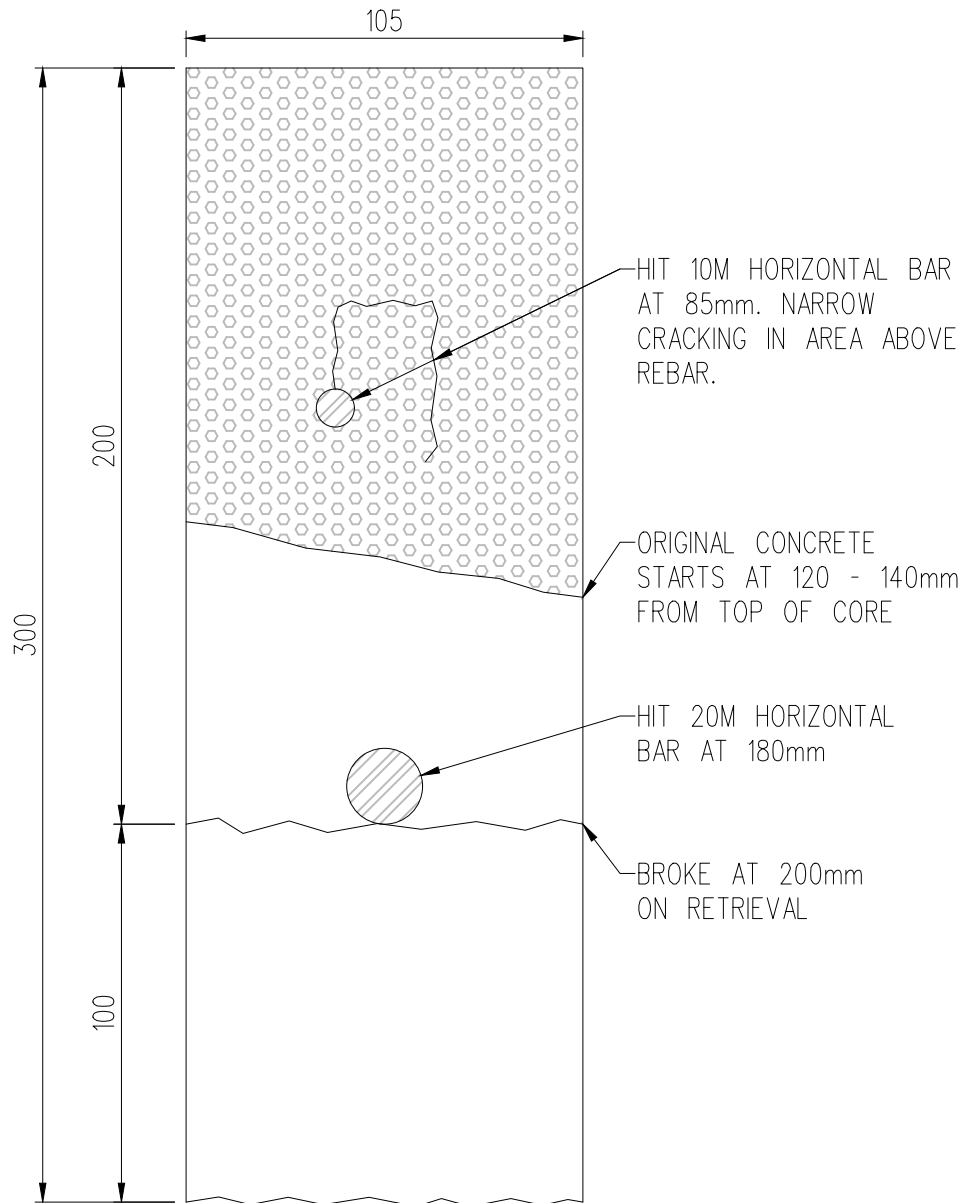 105
300
200
100
HIT 10M HORIZONTAL BAR
AT 85mm. NARROW
CRACKING IN AREA ABOVE
REBAR.
ORIGINAL CONCRETE
STARTS AT 120 - 140mm
FROM TOP OF CORE
HIT 20M HORIZONTAL
BAR AT 180mm
BROKE AT 200mm
ON RETRIEVAL